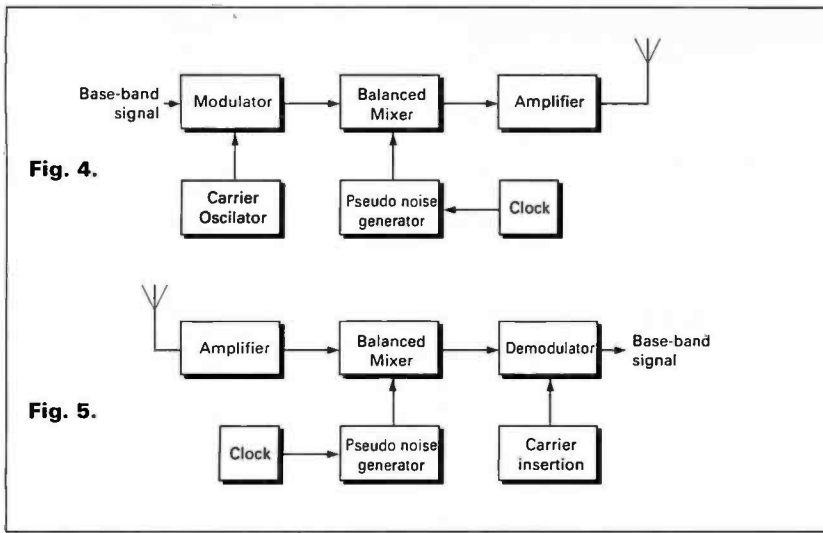 Base-band
signal
Modulator
Balanced
Mixer
Amplifier
Fig. 4.
Carrier
Oscilator
Pseudo noise
generator
Clock
Amplifier
Balanced
Mixer
Demodulator
Base-band
signal
Fig. 5.
Clock
Pseudo noise
generator
Carrier
insertion